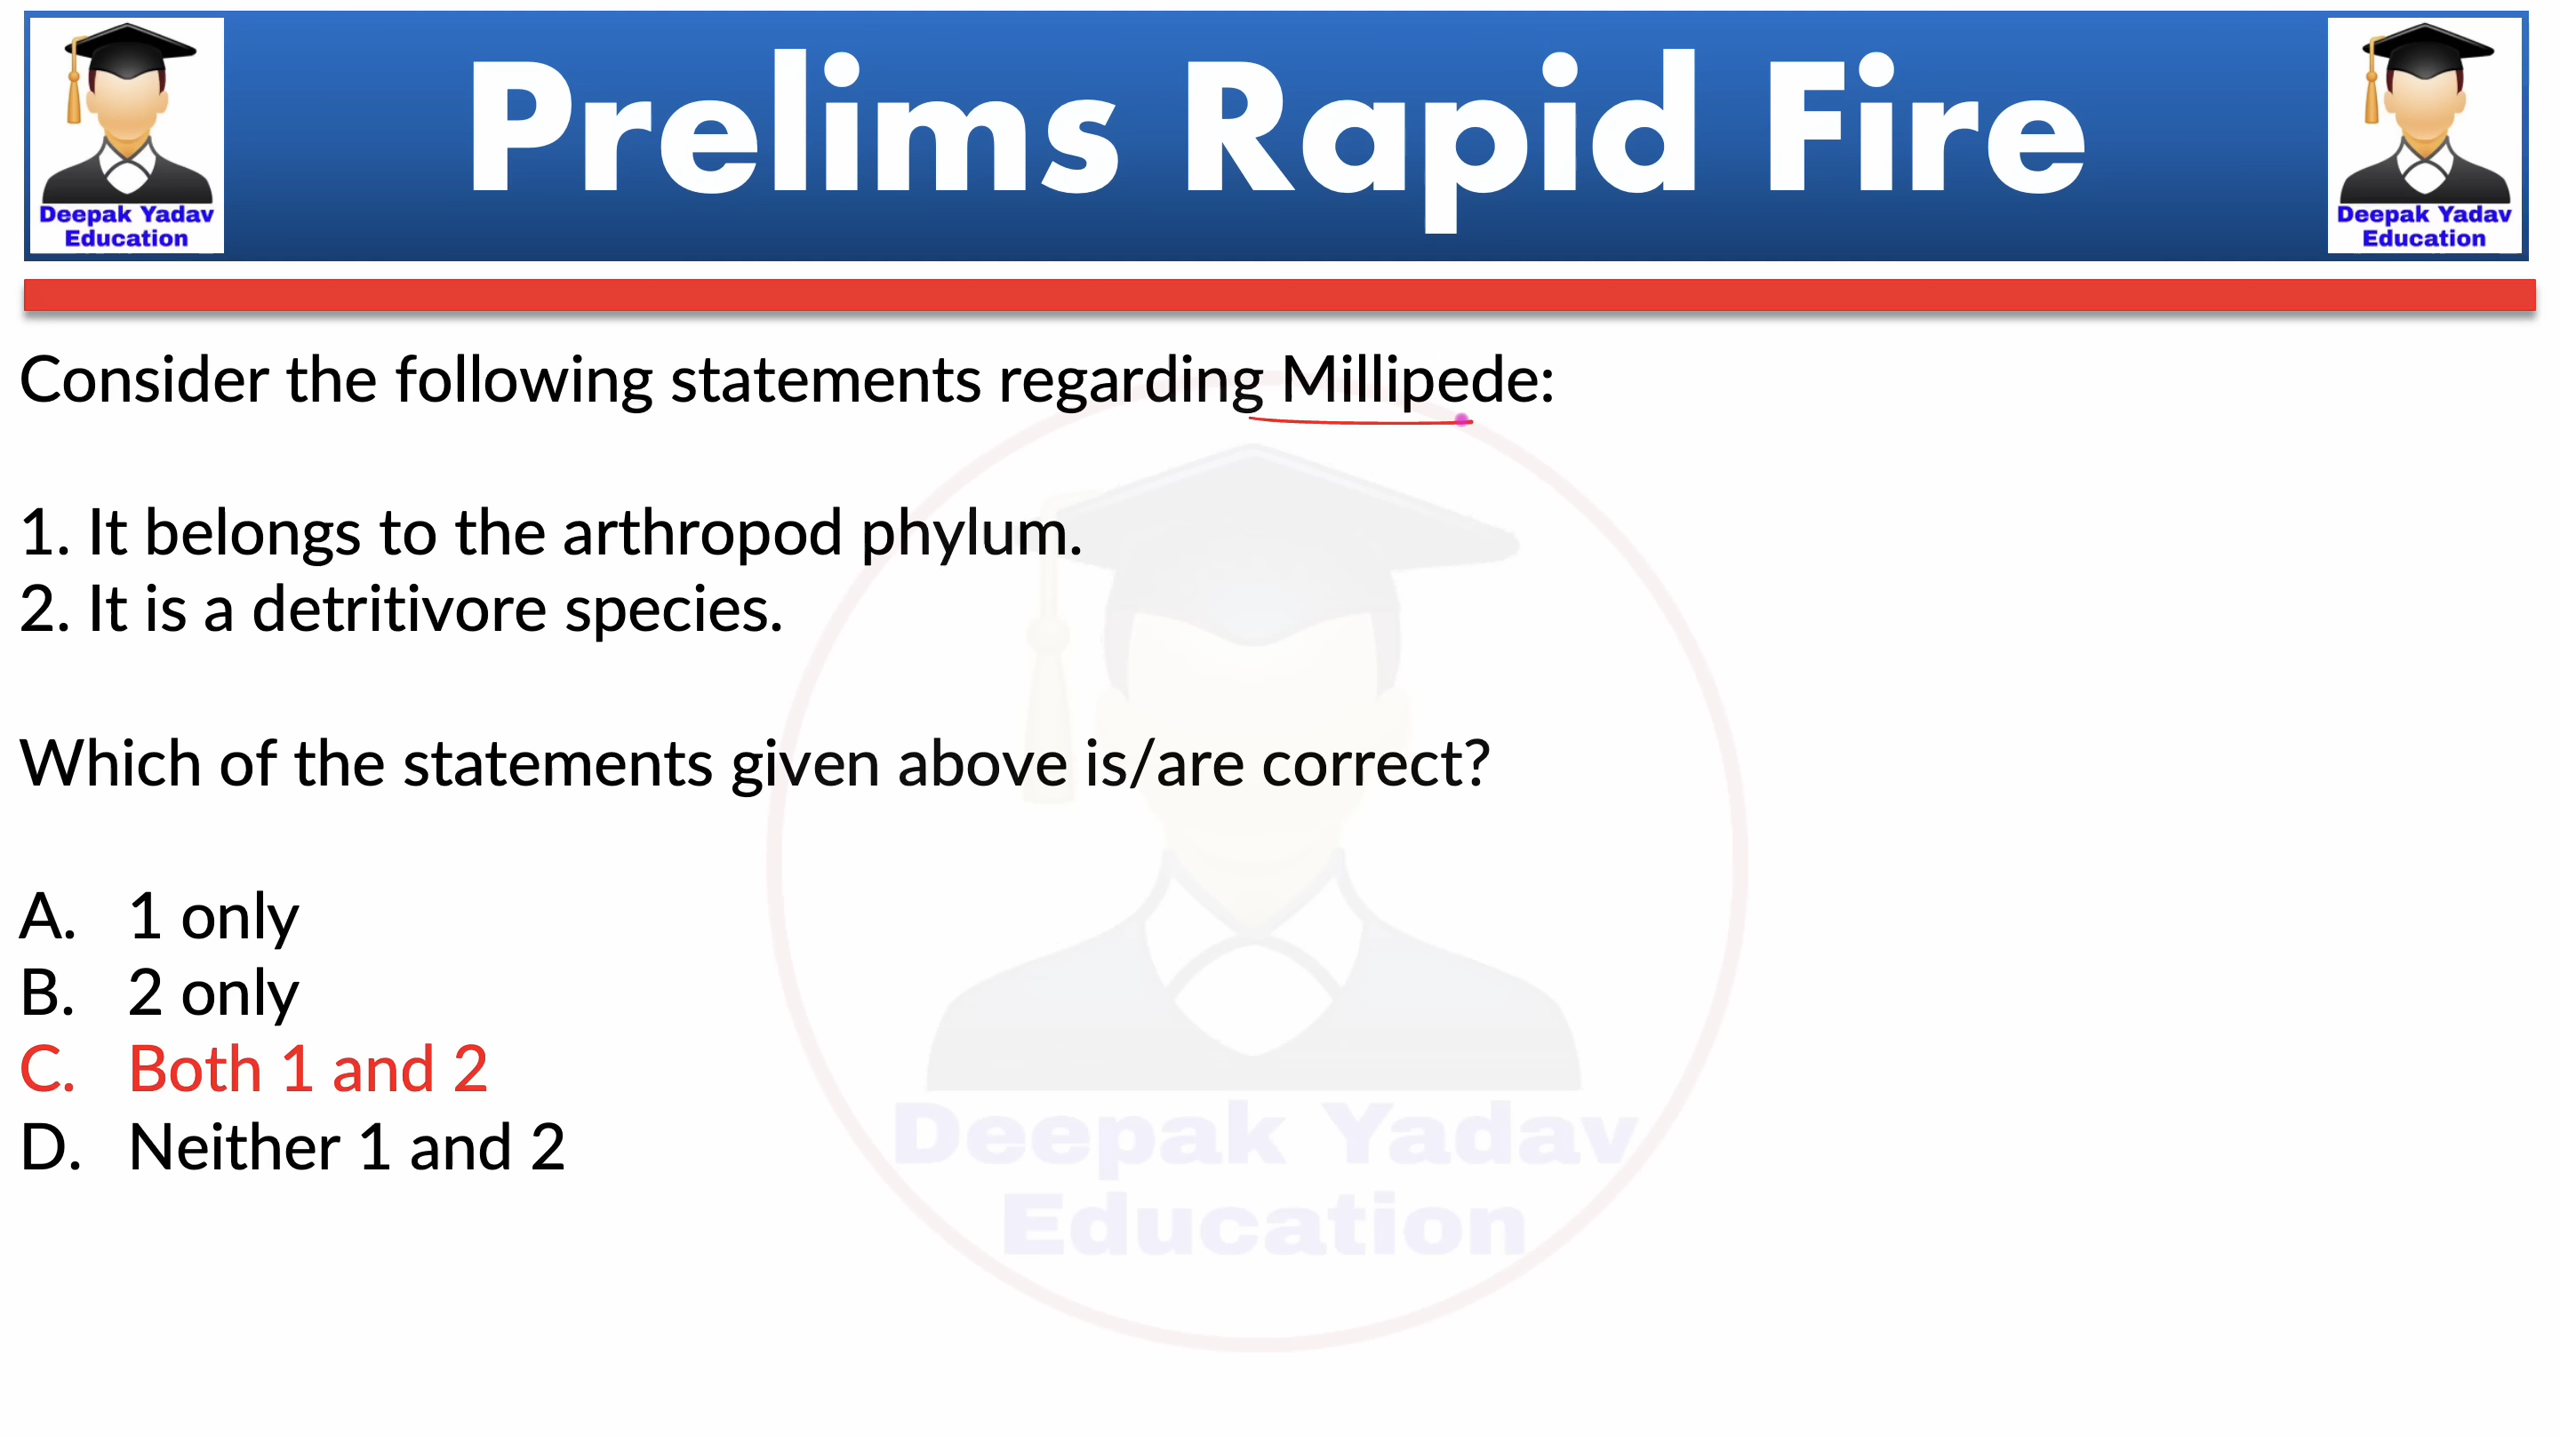 Prelims Rapid Fire
Deepak Yadav
Education
Deepak Yadav
Education
Consider the following statements regarding Millipede:
1. It belongs to the arthropod phylum.
2. It is a detritivore species.
Which of the statements given above is/are correct?
A. 1 only
B. 2 only
C. Both 1 and 2
D. Neither 1 and 2
Deepak Yadav
Education